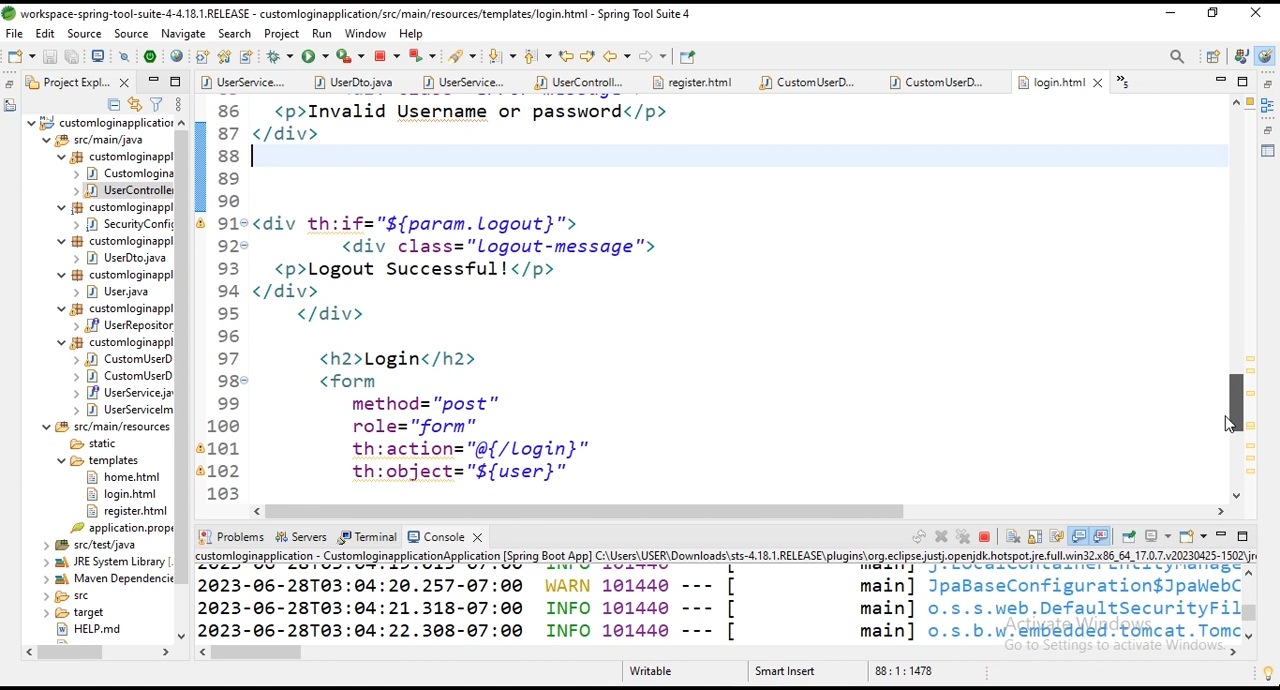 workspace-spring-tool-suite-4-4.18.1.RELEASE - customloginapplication/src/main/resources/templates/login.html - Spring Tool Suite 4
File Edit Source Source Navigate Search Project Run Window Help
Project Expl...
UserService....
UserDto.java
UserService...
UserControll...
register.html
CustomUserD...
CustomUserD...
login.html
»5
customloginapplication
src/main/java
customloginappl
Customlogina
UserController
customloginappl
SecurityConfig
customloginappl
UserDto.java
customloginappl
User.java
customloginappl
UserRepositor
customloginappl
CustomUserD
CustomUserD
UserService.ja
UserServiceIm
src/main/resources
static
templates
home.html
login.html
register.html
application.prope
src/test/java
JRE System Library [
Maven Dependencie
src
target
HELP.md
86 <p>Invalid Username or password</p>
87 </div>
88
89
90
91 <div th:if="${param.logout}">
92 <div class="logout-message">
93 <p>Logout Successful!</p>
94 </div>
95 </div>
96
97 <h2>Login</h2>
98 <form
99 method="post"
100 role="form"
101 th:action="@{/login}"
102 th:object="${user}"
103
Problems Servers Terminal Console
customloginapplication - CustomloginapplicationApplication [Spring Boot App] C:\Users\USER\Downloads\sts-4.18.1.RELEASE\plugins\org.eclipse.justj.openjdk.hotspot.jre.full.win32.x86_64_17.0.7.v20230425-1502\jre
2023-06-28T03:04:20.257-07:00 WARN 101440 --- [ main] JpaBaseConfiguration$JpaWebC
2023-06-28T03:04:21.318-07:00 INFO 101440 --- [ main] o.s.s.web.DefaultSecurityFil
2023-06-28T03:04:22.308-07:00 INFO 101440 --- [ main] o.s.b.w.embedded.tomcat.Tomc
Activate Windows
Go to Settings to activate Windows.
Writable Smart Insert 88 : 1 : 1478